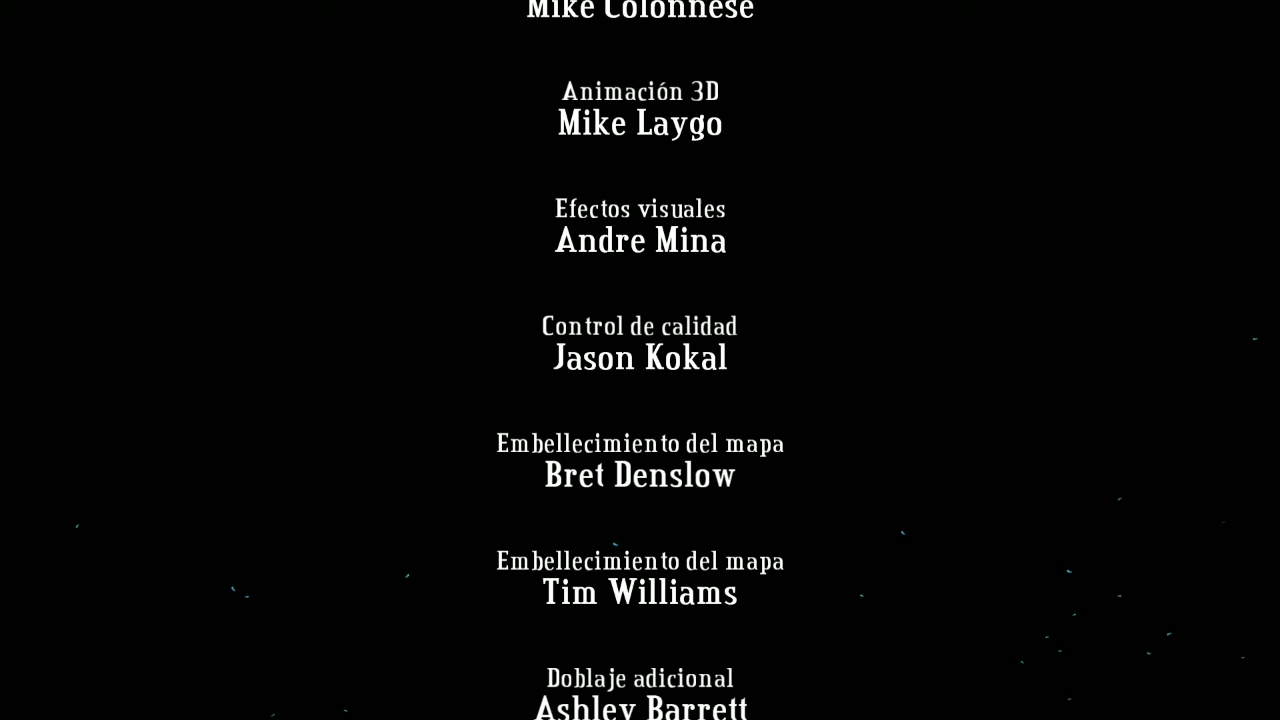 Mike Colonnese
Animación 3D
Mike Laygo
Efectos visuales
Andre Mina
Control de calidad
Jason Kokal
Embellecimiento del mapa
Bret Denslow
Embellecimiento del mapa
Tim Williams
Doblaje adicional
Ashley Barrett